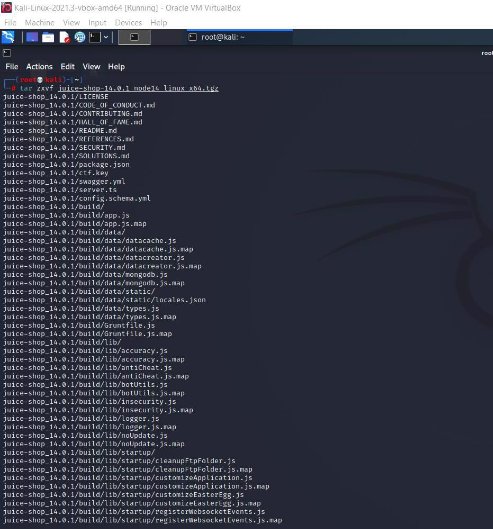 Kali-Linux-2021.3-vbox-amd64 [Running] - Oracle VM VirtualBox
File Machine View Input Devices Help
root@kali: ~
File Actions Edit View Help
(root💀kali)-[~]
# tar zxvf juice-shop-14.0.1_node14_linux_x64.tgz
juice-shop_14.0.1/LICENSE
juice-shop_14.0.1/CODE_OF_CONDUCT.md
juice-shop_14.0.1/CONTRIBUTING.md
juice-shop_14.0.1/HALL_OF_FAME.md
juice-shop_14.0.1/README.md
juice-shop_14.0.1/REFERENCES.md
juice-shop_14.0.1/SECURITY.md
juice-shop_14.0.1/SOLUTIONS.md
juice-shop_14.0.1/package.json
juice-shop_14.0.1/ctf.key
juice-shop_14.0.1/swagger.yml
juice-shop_14.0.1/server.ts
juice-shop_14.0.1/config.schema.yml
juice-shop_14.0.1/build/
juice-shop_14.0.1/build/app.js
juice-shop_14.0.1/build/app.js.map
juice-shop_14.0.1/build/data/
juice-shop_14.0.1/build/data/datacache.js
juice-shop_14.0.1/build/data/datacache.js.map
juice-shop_14.0.1/build/data/datacreator.js
juice-shop_14.0.1/build/data/datacreator.js.map
juice-shop_14.0.1/build/data/mongodb.js
juice-shop_14.0.1/build/data/mongodb.js.map
juice-shop_14.0.1/build/data/static/
juice-shop_14.0.1/build/data/static/locales.json
juice-shop_14.0.1/build/data/types.js
juice-shop_14.0.1/build/data/types.js.map
juice-shop_14.0.1/build/Gruntfile.js
juice-shop_14.0.1/build/Gruntfile.js.map
juice-shop_14.0.1/build/lib/
juice-shop_14.0.1/build/lib/accuracy.js
juice-shop_14.0.1/build/lib/accuracy.js.map
juice-shop_14.0.1/build/lib/antiCheat.js
juice-shop_14.0.1/build/lib/antiCheat.js.map
juice-shop_14.0.1/build/lib/botUtils.js
juice-shop_14.0.1/build/lib/botUtils.js.map
juice-shop_14.0.1/build/lib/insecurity.js
juice-shop_14.0.1/build/lib/insecurity.js.map
juice-shop_14.0.1/build/lib/logger.js
juice-shop_14.0.1/build/lib/logger.js.map
juice-shop_14.0.1/build/lib/noUpdate.js
juice-shop_14.0.1/build/lib/noUpdate.js.map
juice-shop_14.0.1/build/lib/startup/
juice-shop_14.0.1/build/lib/startup/cleanupFtpFolder.js
juice-shop_14.0.1/build/lib/startup/cleanupFtpFolder.js.map
juice-shop_14.0.1/build/lib/startup/customizeApplication.js
juice-shop_14.0.1/build/lib/startup/customizeApplication.js.map
juice-shop_14.0.1/build/lib/startup/customizeEasterEgg.js
juice-shop_14.0.1/build/lib/startup/customizeEasterEgg.js.map
juice-shop_14.0.1/build/lib/startup/registerWebsocketEvents.js
juice-shop_14.0.1/build/lib/startup/registerWebsocketEvents.js.map